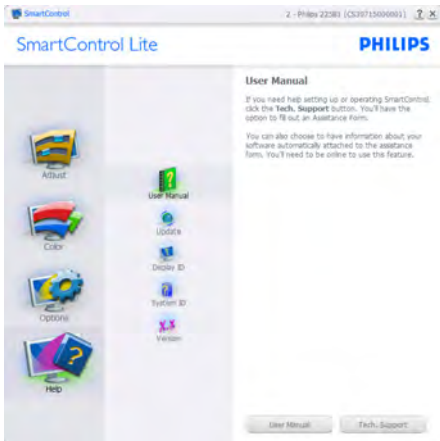 SmartControl
2 - Philips 225B1 (CS39715000001)
? X
SmartControl Lite
PHILIPS
Adjust
Color
Options
Help
User Manual
Update
Display ID
System ID
Version
User Manual
If you need help setting up or operating SmartControl,
click the Tech. Support button. You'll have the
option to fill out an Assistance Form.
You can also choose to have information about your
software automatically attached to the assistance
form. You'll need to be online to use this feature.
User Manual
Tech. Support